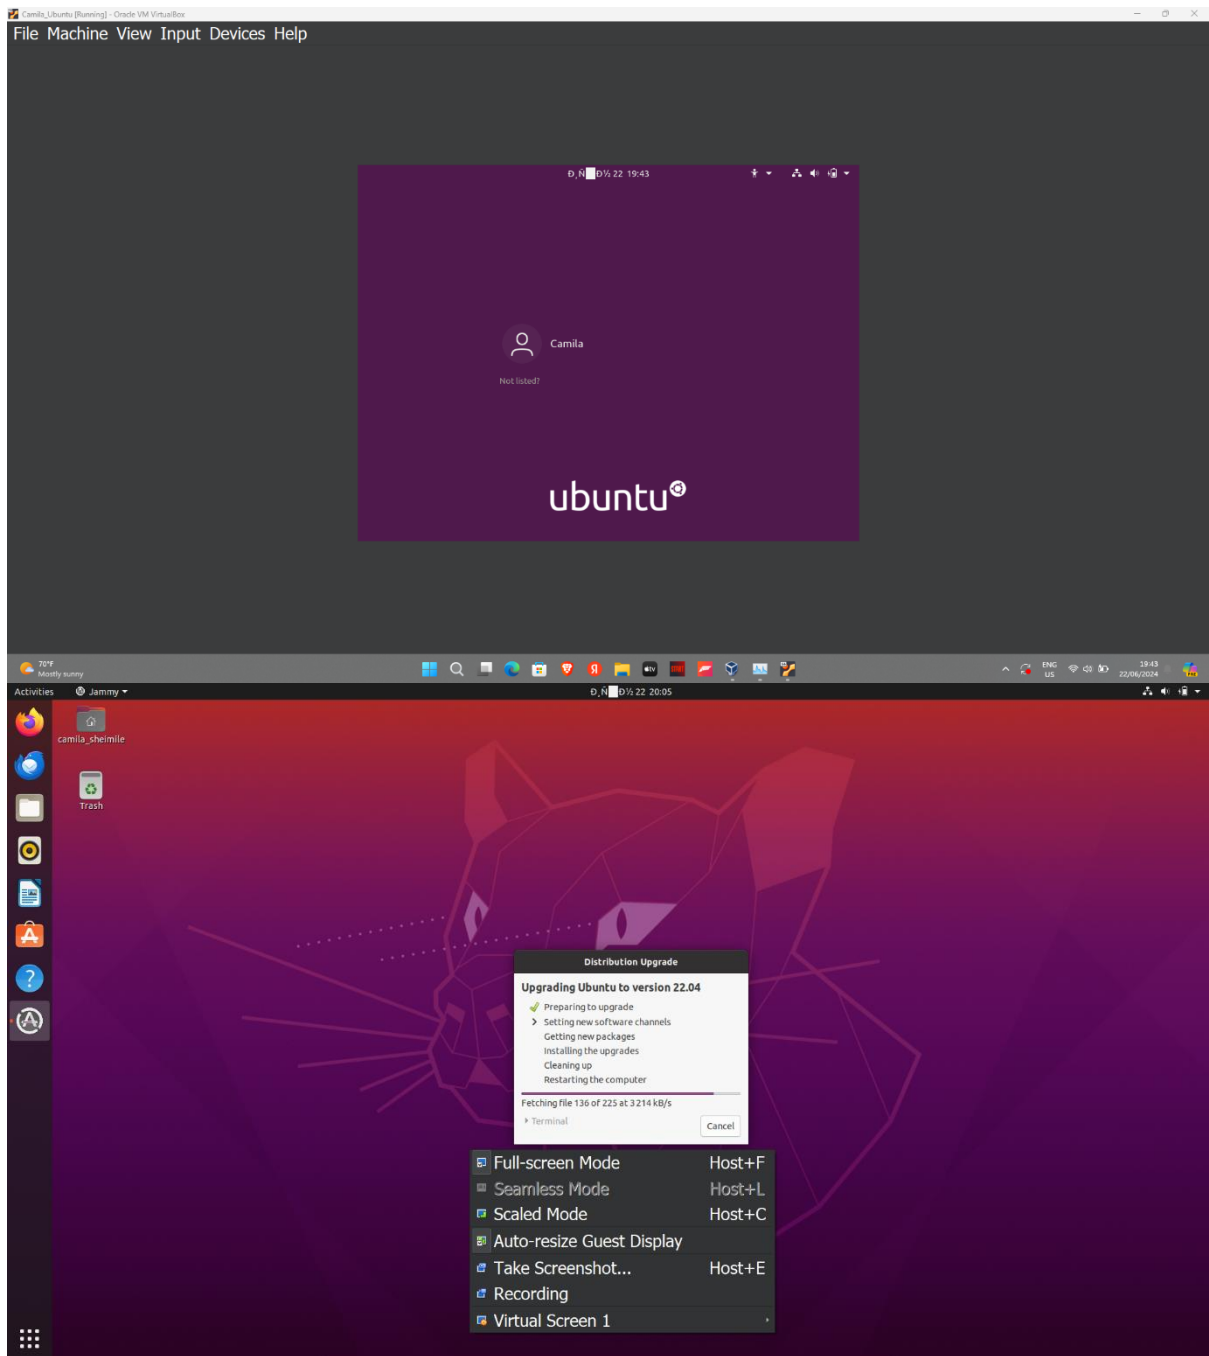 Camila_Ubuntu [Running] - Oracle VM VirtualBox
File Machine View Input Devices Help
22 19:43
Camila
Not listed?
ubuntu
70°F
Mostly sunny
ENG
US
19:43
22/06/2024
Activities
Jammy
22 20:05
camila_sheimile
Trash
Distribution Upgrade
Upgrading Ubuntu to version 22.04
Preparing to upgrade
Setting new software channels
Getting new packages
Installing the upgrades
Cleaning up
Restarting the computer
Fetching file 136 of 225 at 3 214 kB/s
Terminal
Cancel
Full-screen Mode Host+F
Seamless Mode Host+L
Scaled Mode Host+C
Auto-resize Guest Display
Take Screenshot... Host+E
Recording
Virtual Screen 1